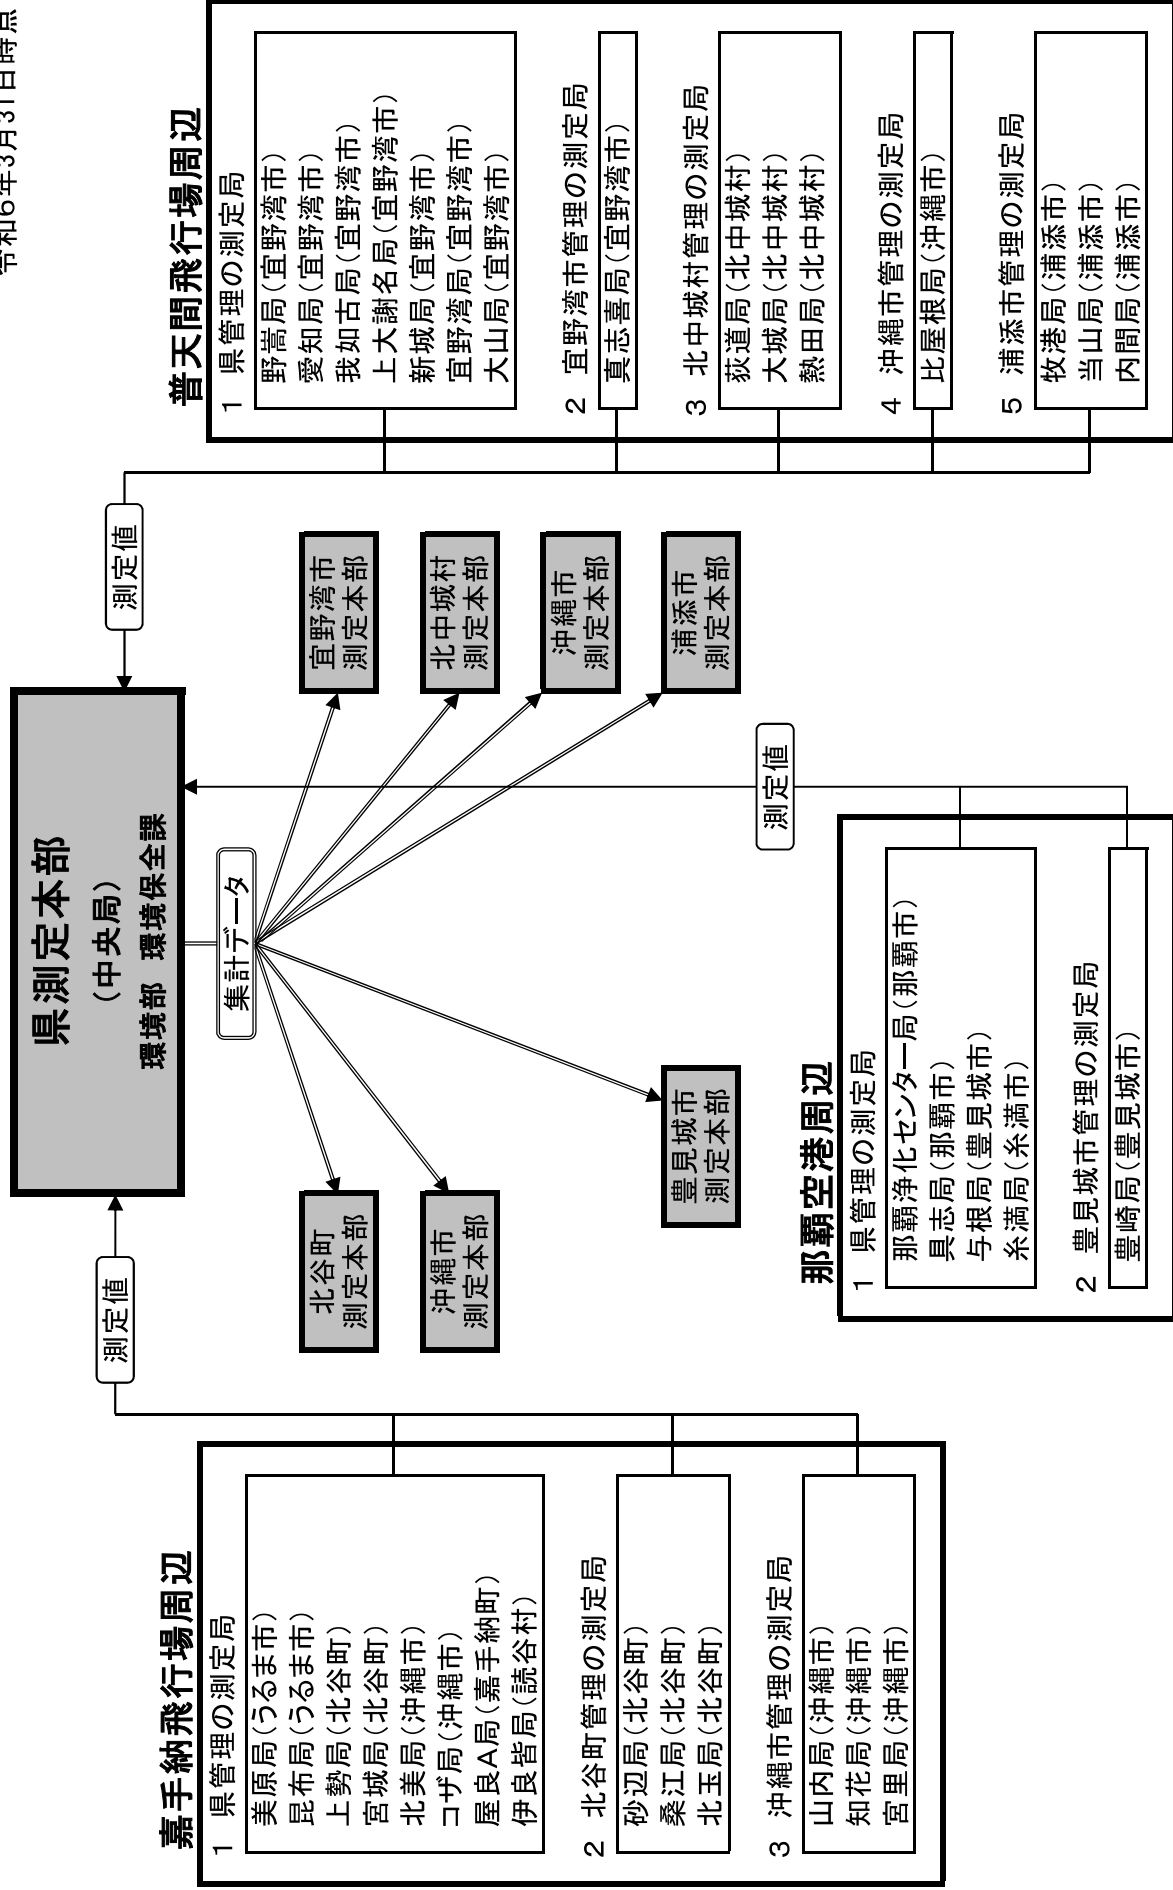 令和６年３月31日時点
県測定本部
（中央局）
環境部　環境保全課
測定値
測定値
集計データ
測定値
北谷町
測定本部
沖縄市
測定本部
豊見城市
測定本部
宜野湾市
測定本部
北中城村
測定本部
沖縄市
測定本部
浦添市
測定本部
嘉手納飛行場周辺
１　県管理の測定局
美原局（うるま市）
昆布局（うるま市）
上勢局（北谷町）
宮城局（北谷町）
北美局（沖縄市）
コザ局（沖縄市）
屋良Ａ局（嘉手納町）
伊良皆局（読谷村）
２　北谷町管理の測定局
砂辺局（北谷町）
桑江局（北谷町）
北玉局（北谷町）
３　沖縄市管理の測定局
山内局（沖縄市）
知花局（沖縄市）
宮里局（沖縄市）
那覇空港周辺
１　県管理の測定局
那覇浄化センター局（那覇市）
具志局（那覇市）
与根局（豊見城市）
糸満局（糸満市）
２　豊見城市管理の測定局
豊崎局（豊見城市）
普天間飛行場周辺
１　県管理の測定局
野嵩局（宜野湾市）
愛知局（宜野湾市）
我如古局（宜野湾市）
上大謝名局（宜野湾市）
新城局（宜野湾市）
宜野湾局（宜野湾市）
大山局（宜野湾市）
２　宜野湾市管理の測定局
真志喜局（宜野湾市）
３　北中城村管理の測定局
荻道局（北中城村）
大城局（北中城村）
熱田局（北中城村）
４　沖縄市管理の測定局
比屋根局（沖縄市）
５　浦添市管理の測定局
牧港局（浦添市）
当山局（浦添市）
内間局（浦添市）